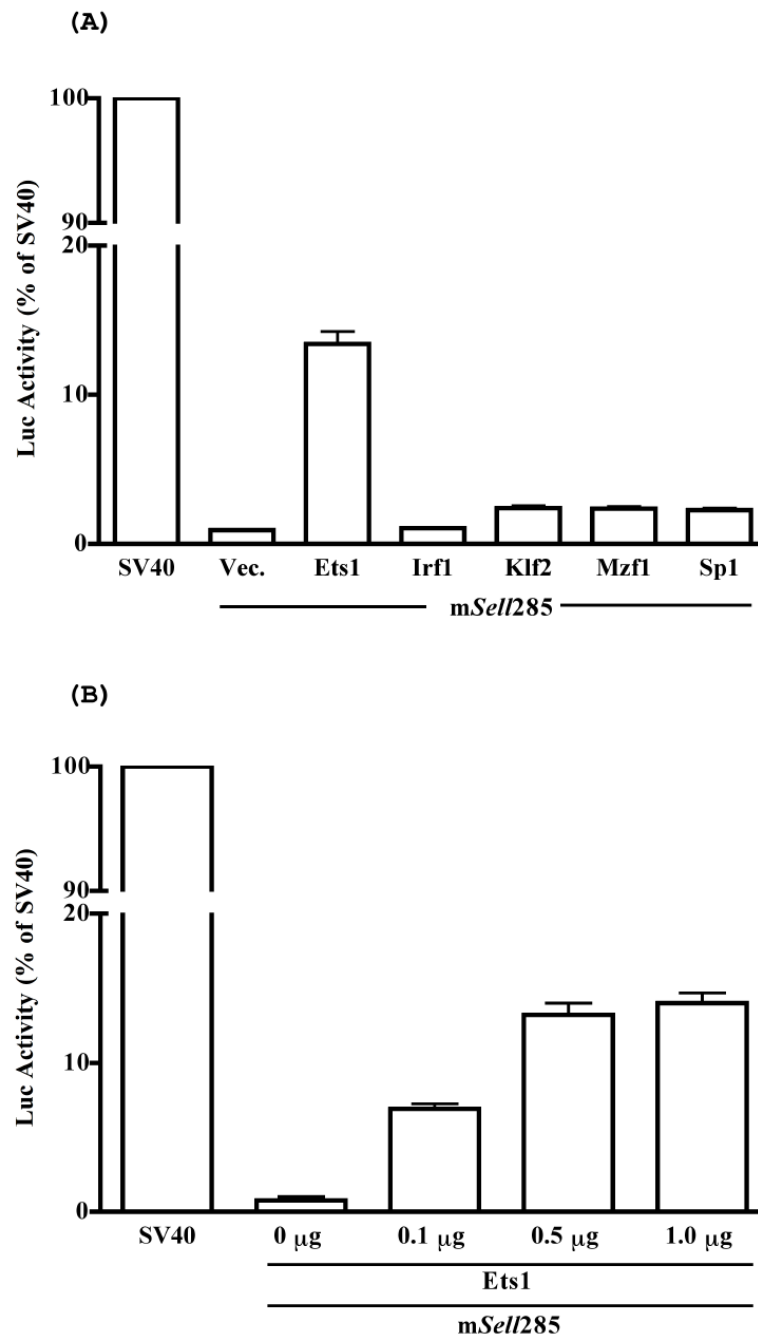 (A)
Luc Activity (% of SV40)
100
90
20
10
0
SV40 Vec. Ets1 Irf1 Klf2 Mzf1 Sp1
mSell285
(B)
Luc Activity (% of SV40)
100
90
20
10
0
SV40 0 μg 0.1 μg 0.5 μg 1.0 μg
Ets1
mSell285